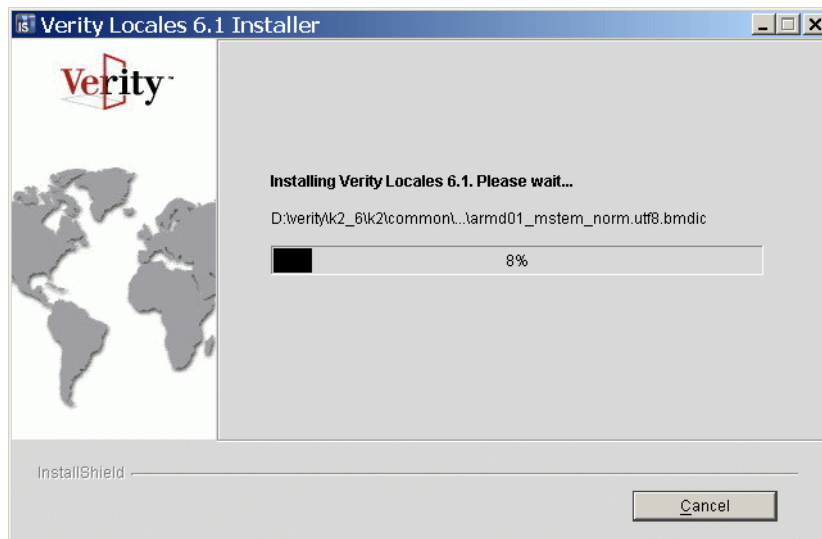 Verity Locales 6.1 Installer
Verity™
Installing Verity Locales 6.1. Please wait...
D:\verity\k2_6\k2\common\...\armd01_mstem_norm.utf8.bmdic
8%
InstallShield
Cancel